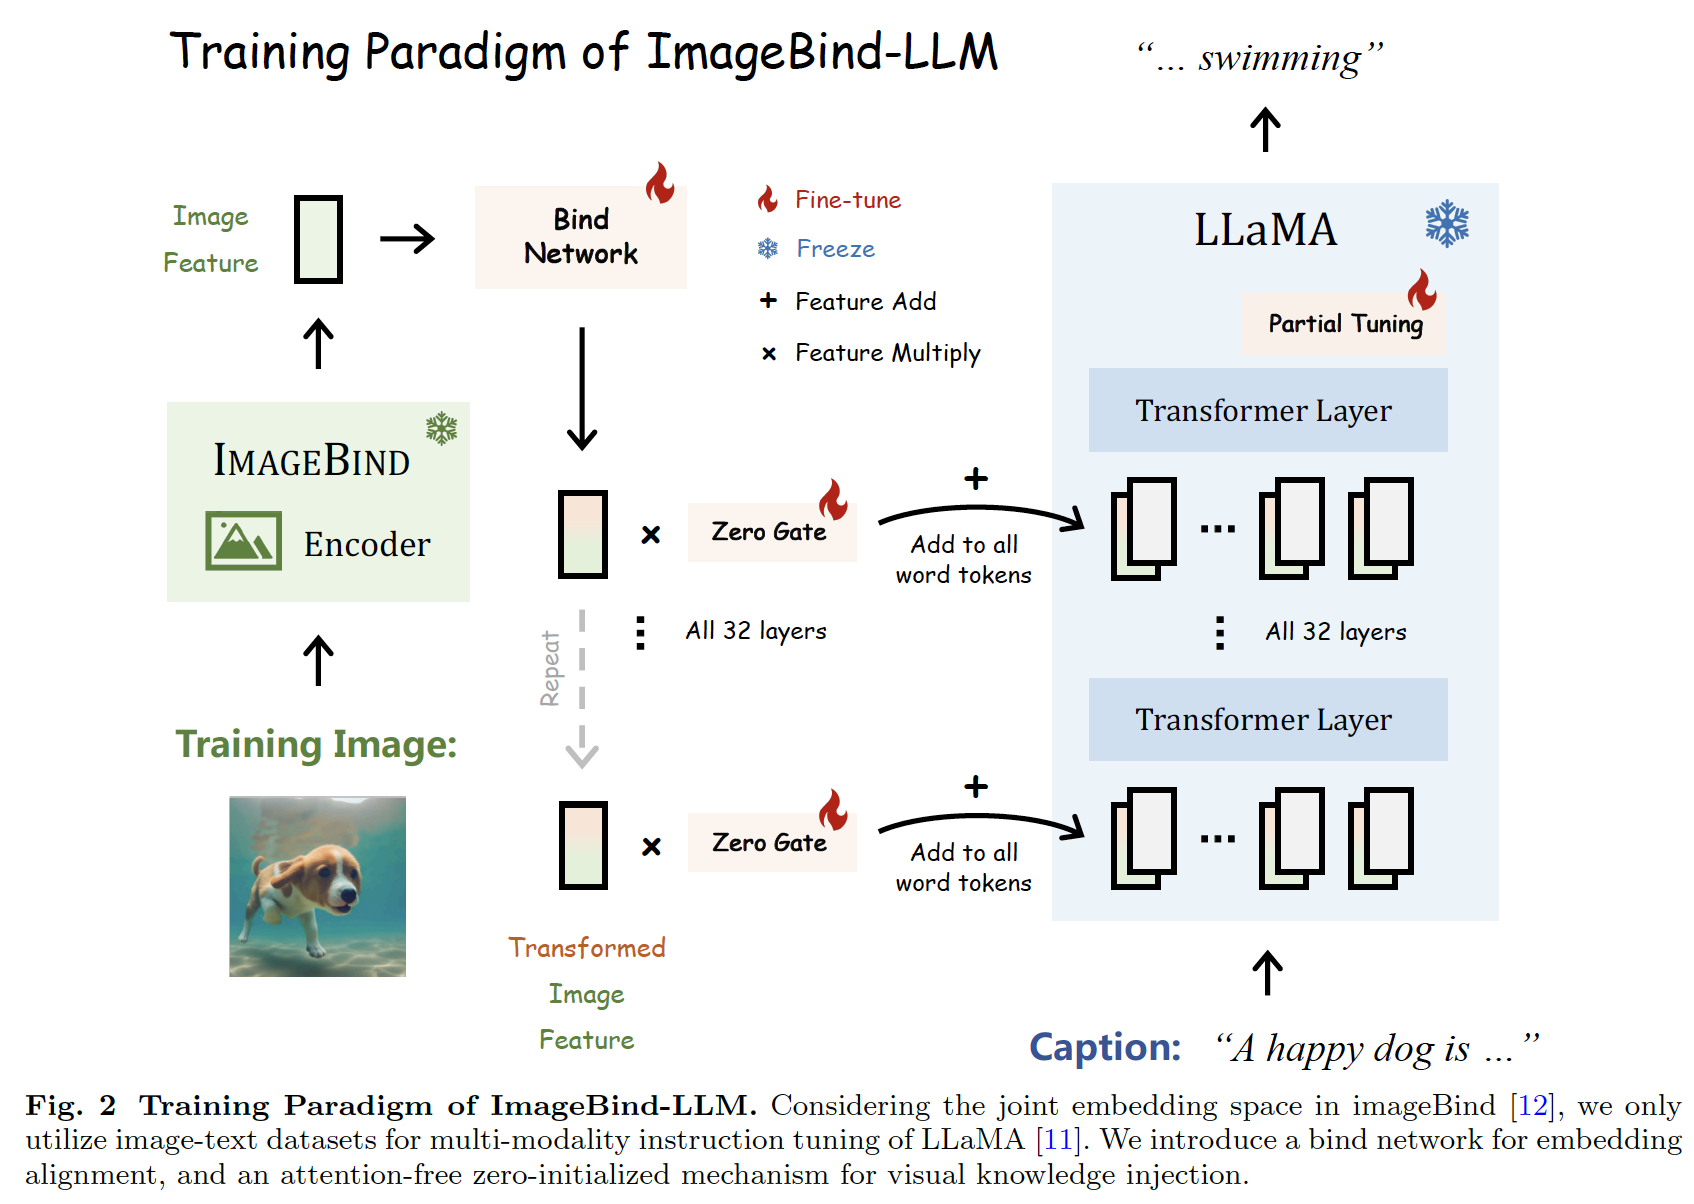 Training Paradigm of ImageBind-LLM
“... swimming”
Image
Feature
Bind
Network
Fine-tune
Freeze
+ Feature Add
× Feature Multiply
LLaMA
Partial Tuning
Transformer Layer
IMAGEBIND
Encoder
×
Zero Gate
+
Add to all
word tokens
...
Repeat
⋮ All 32 layers
⋮ All 32 layers
Transformer Layer
Training Image:
×
Zero Gate
+
Add to all
word tokens
...
Transformed
Image
Feature
Caption: “A happy dog is ...”
Fig. 2 Training Paradigm of ImageBind-LLM. Considering the joint embedding space in imageBind [12], we only
utilize image-text datasets for multi-modality instruction tuning of LLaMA [11]. We introduce a bind network for embedding
alignment, and an attention-free zero-initialized mechanism for visual knowledge injection.